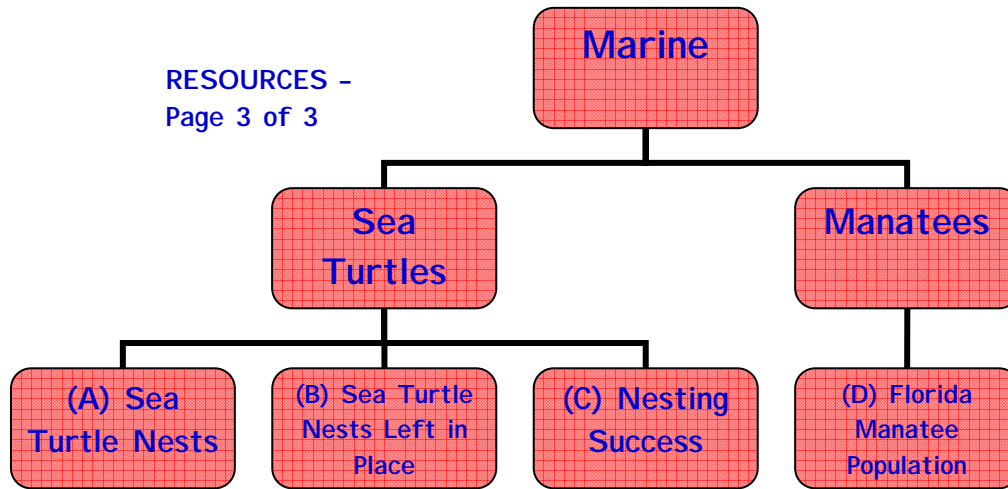 Marine
RESOURCES –
Page 3 of 3
Sea
Turtles
Manatees
(A) Sea
Turtle Nests
(B) Sea Turtle
Nests Left in
Place
(C) Nesting
Success
(D) Florida
Manatee
Population